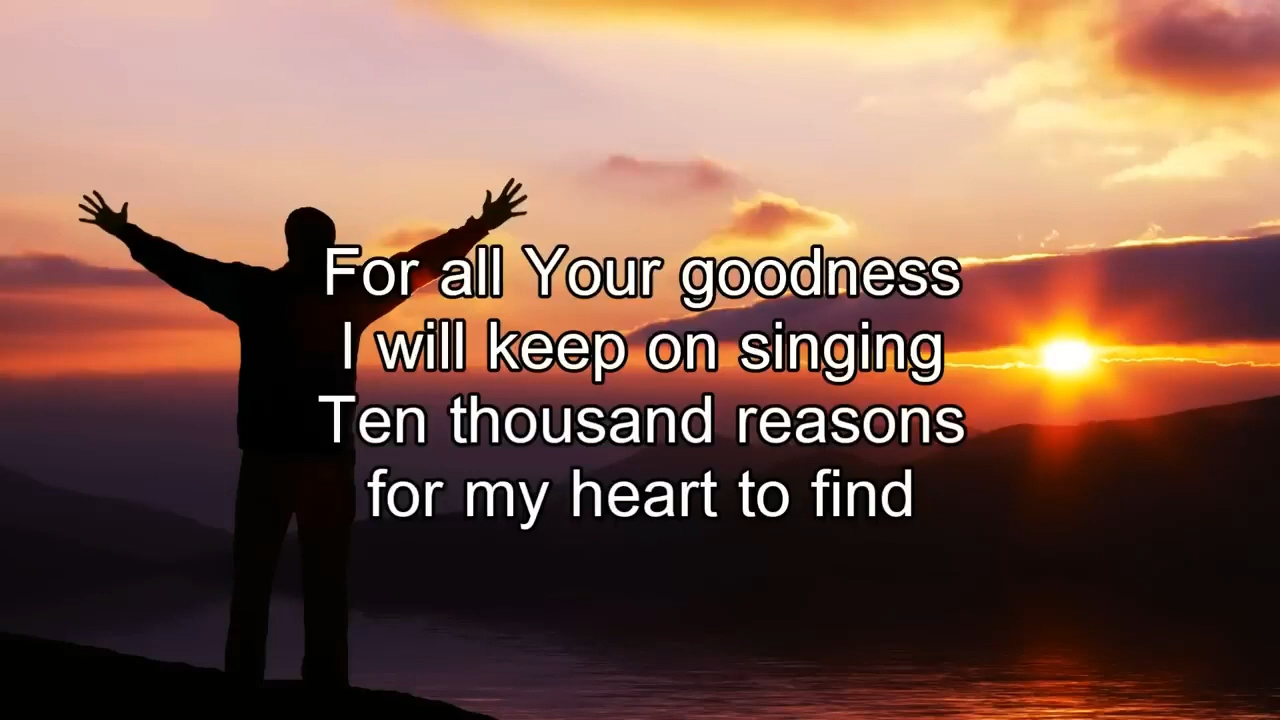 For all Your goodness
I will keep on singing
Ten thousand reasons
for my heart to find